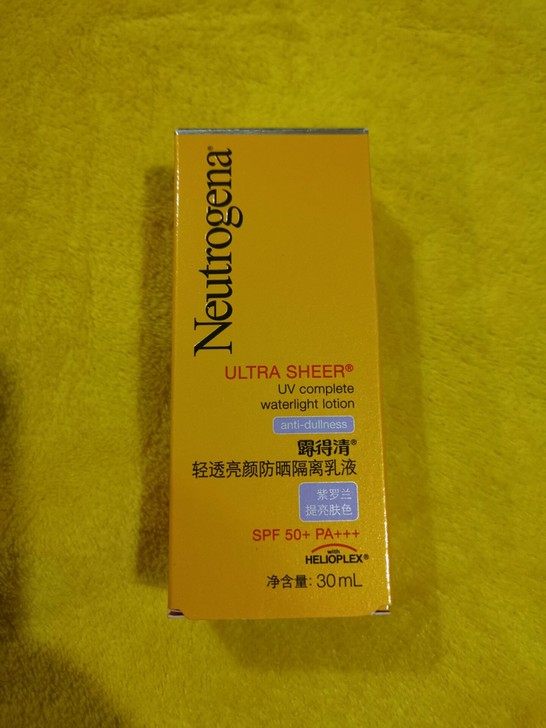 Neutrogena®
ULTRA SHEER®
UV complete
waterlight lotion
anti-dullness
露得清®
轻透亮颜防晒隔离乳液
紫罗兰
提亮肤色
SPF 50+ PA+++
with
HELIOPLEX®
净含量: 30mL